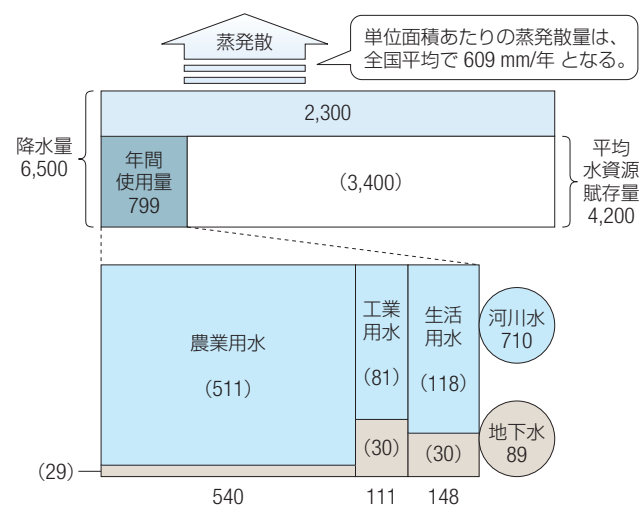 蒸発散
単位面積あたりの蒸発散量は、
全国平均で 609 mm/年 となる。
2,300
降水量
6,500
年間
使用量
799
(3,400)
平均
水資源
賦存量
4,200
農業用水
(511)
工業
用水
(81)
生活
用水
(118)
河川水
710
(30)
(30)
地下水
89
(29)
540
111
148